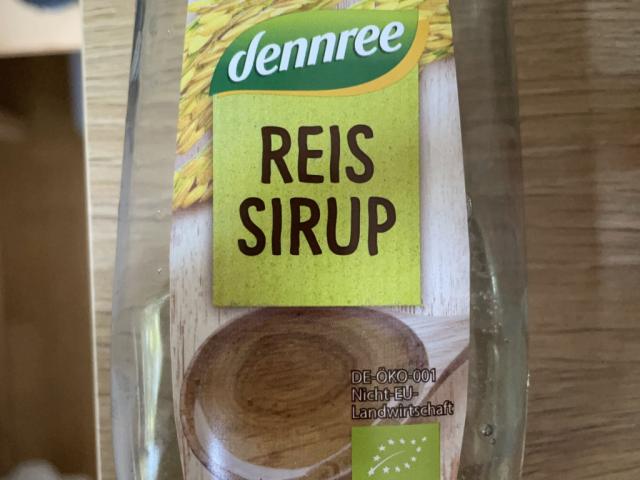 dennree
REIS
SIRUP
DE-ÖKO-001
Nicht-EU-
Landwirtschaft